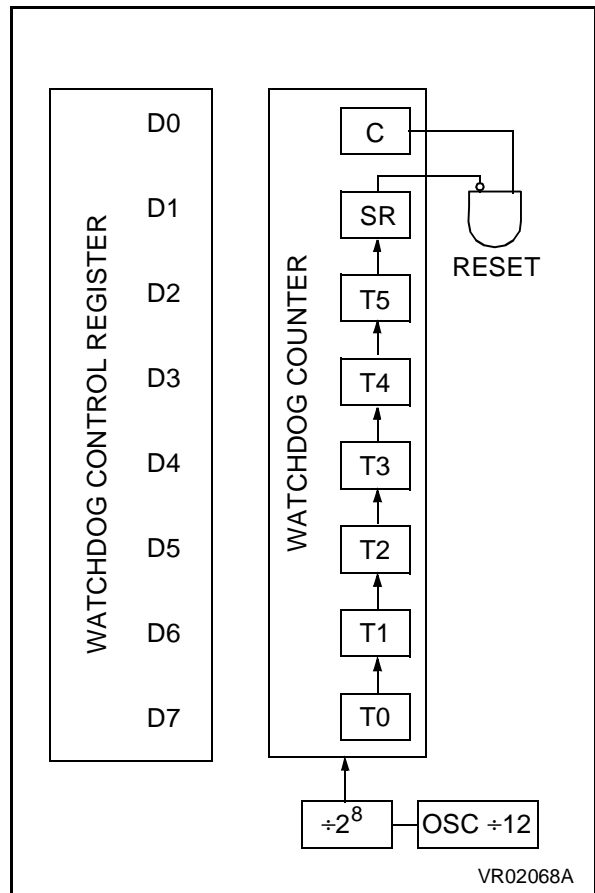 WATCHDOG CONTROL REGISTER
D0
D1
D2
D3
D4
D5
D6
D7
WATCHDOG COUNTER
C
SR
T5
T4
T3
T2
T1
T0
RESET
÷2⁸
OSC ÷12
VR02068A